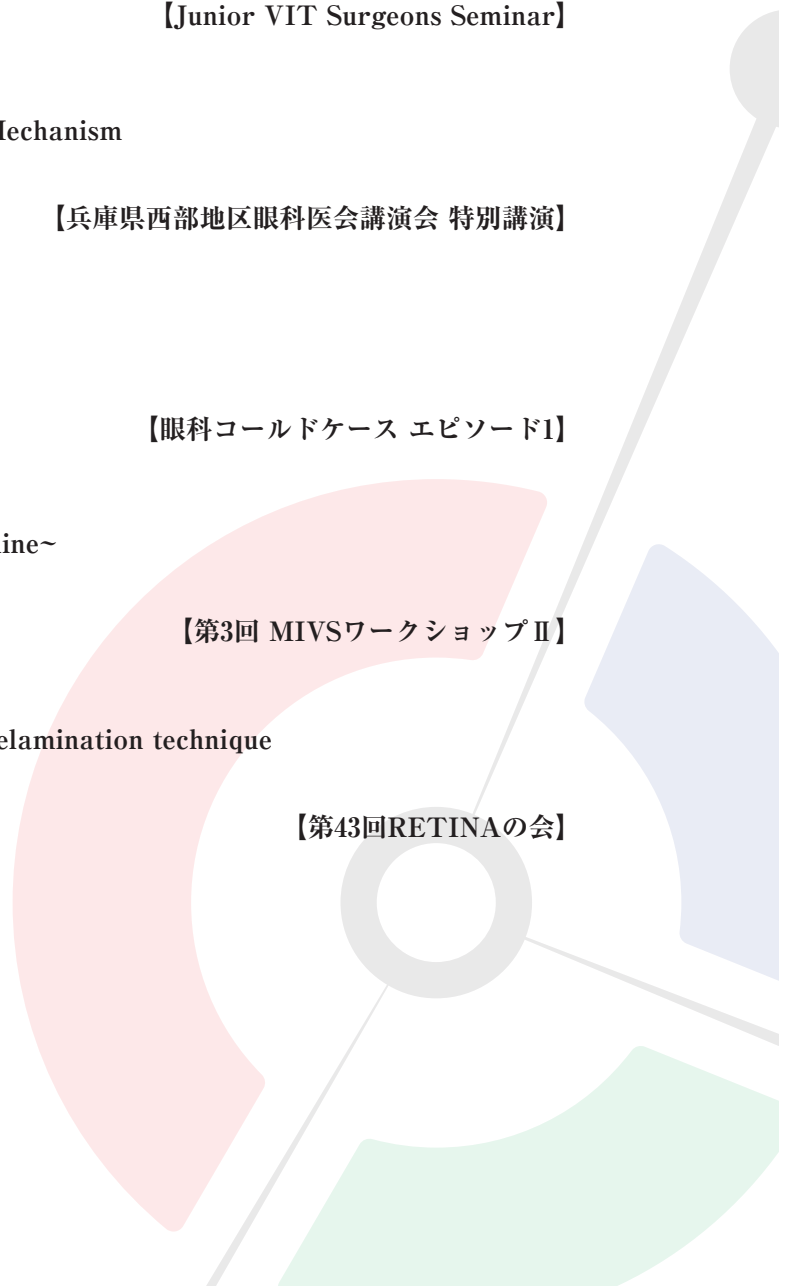 【Junior VIT Surgeons Seminar】
Mechanism
【兵庫県西部地区眼科医会講演会 特別講演】
【眼科コールドケース エピソード1】
ine~
【第3回 MIVSワークショップⅡ】
elamination technique
【第43回RETINAの会】